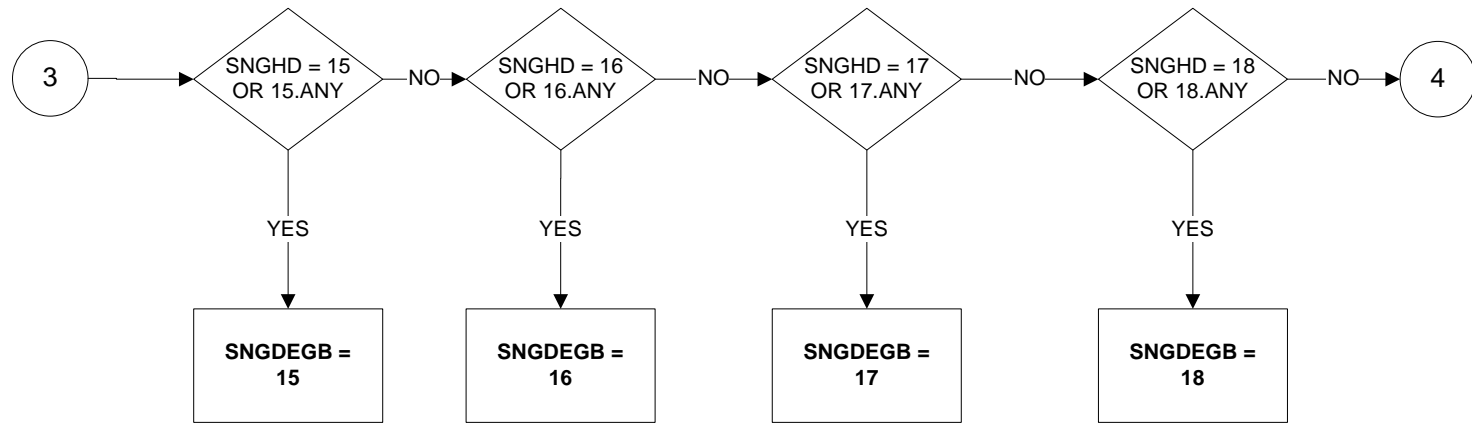 3
SNGHD = 15
OR 15.ANY
NO
SNGHD = 16
OR 16.ANY
NO
SNGHD = 17
OR 17.ANY
NO
SNGHD = 18
OR 18.ANY
NO
4
YES
YES
YES
YES
SNGDEGB =
15
SNGDEGB =
16
SNGDEGB =
17
SNGDEGB =
18